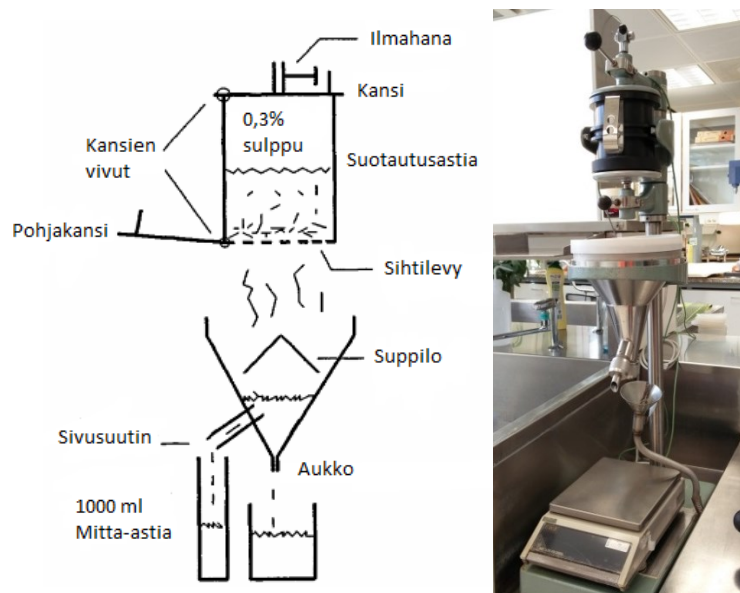 Ilmahana
Kansi
0,3%
sulppu
Kansien
vivut
Suotautusastia
Pohjakansi
Sihtilevy
Suppilo
Sivusuutin
Aukko
1000 ml
Mitta-astia